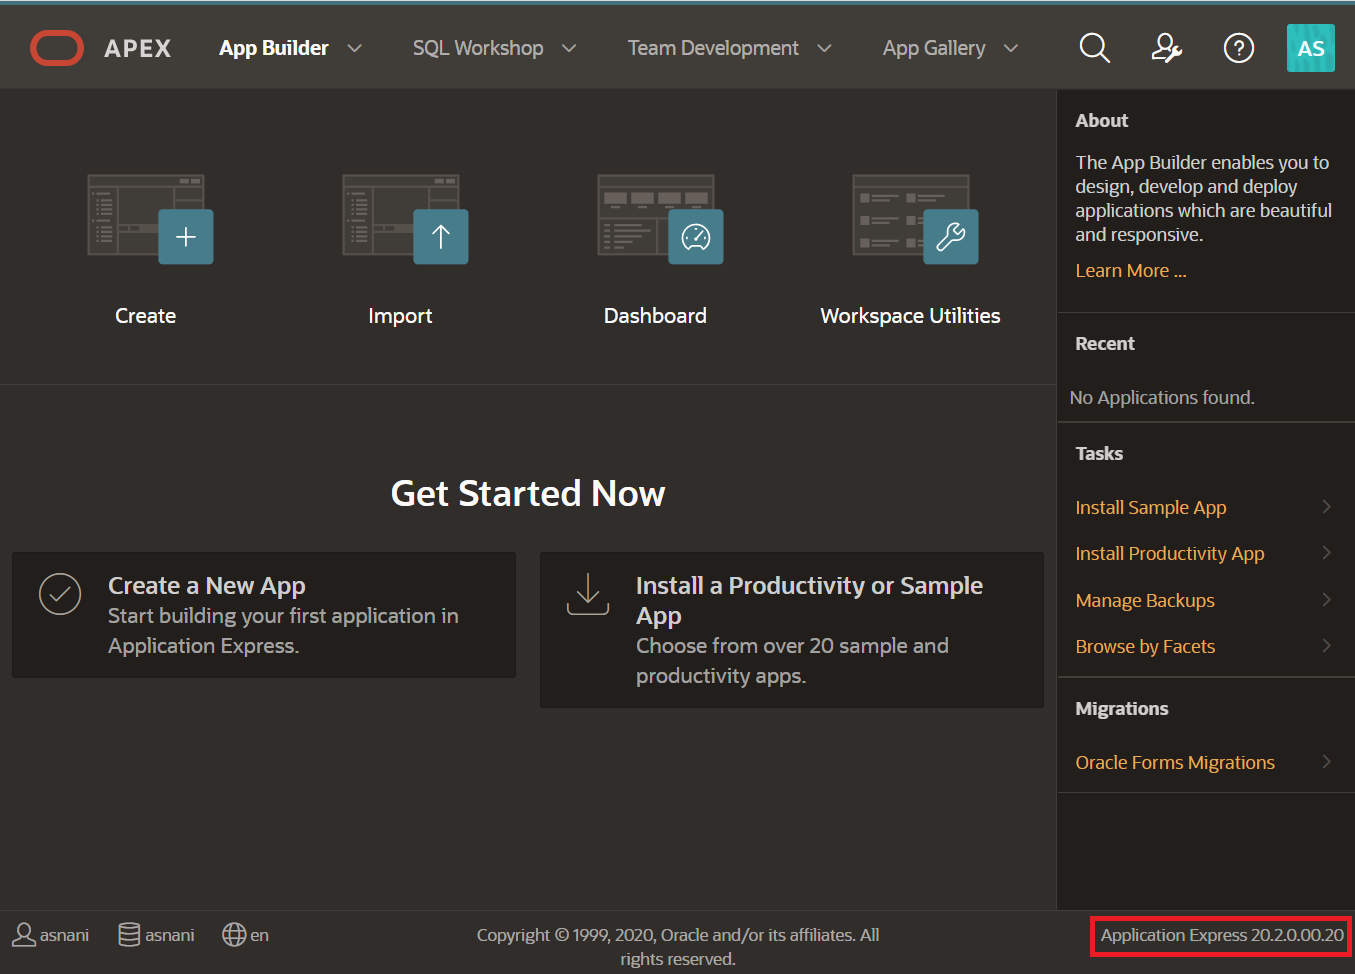 APEX App Builder SQL Workshop Team Development App Gallery ? AS
Create Import Dashboard Workspace Utilities
Get Started Now
Create a New App
Start building your first application in
Application Express.
Install a Productivity or Sample
App
Choose from over 20 sample and
productivity apps.
About
The App Builder enables you to
design, develop and deploy
applications which are beautiful
and responsive.
Learn More ...
Recent
No Applications found.
Tasks
Install Sample App
Install Productivity App
Manage Backups
Browse by Facets
Migrations
Oracle Forms Migrations
asnani asnani en
Copyright © 1999, 2020, Oracle and/or its affiliates. All
rights reserved.
Application Express 20.2.0.00.20